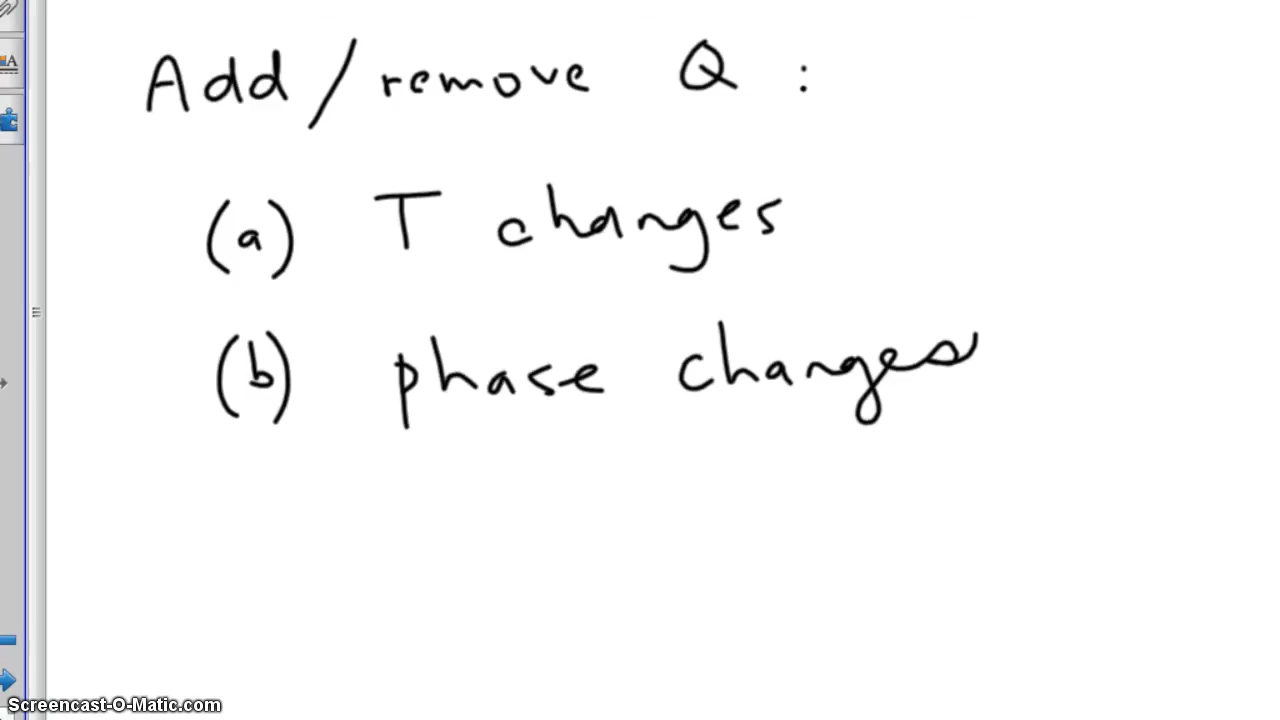 Add/remove Q :
(a) T changes
(b) phase changes
Screencast-O-Matic.com